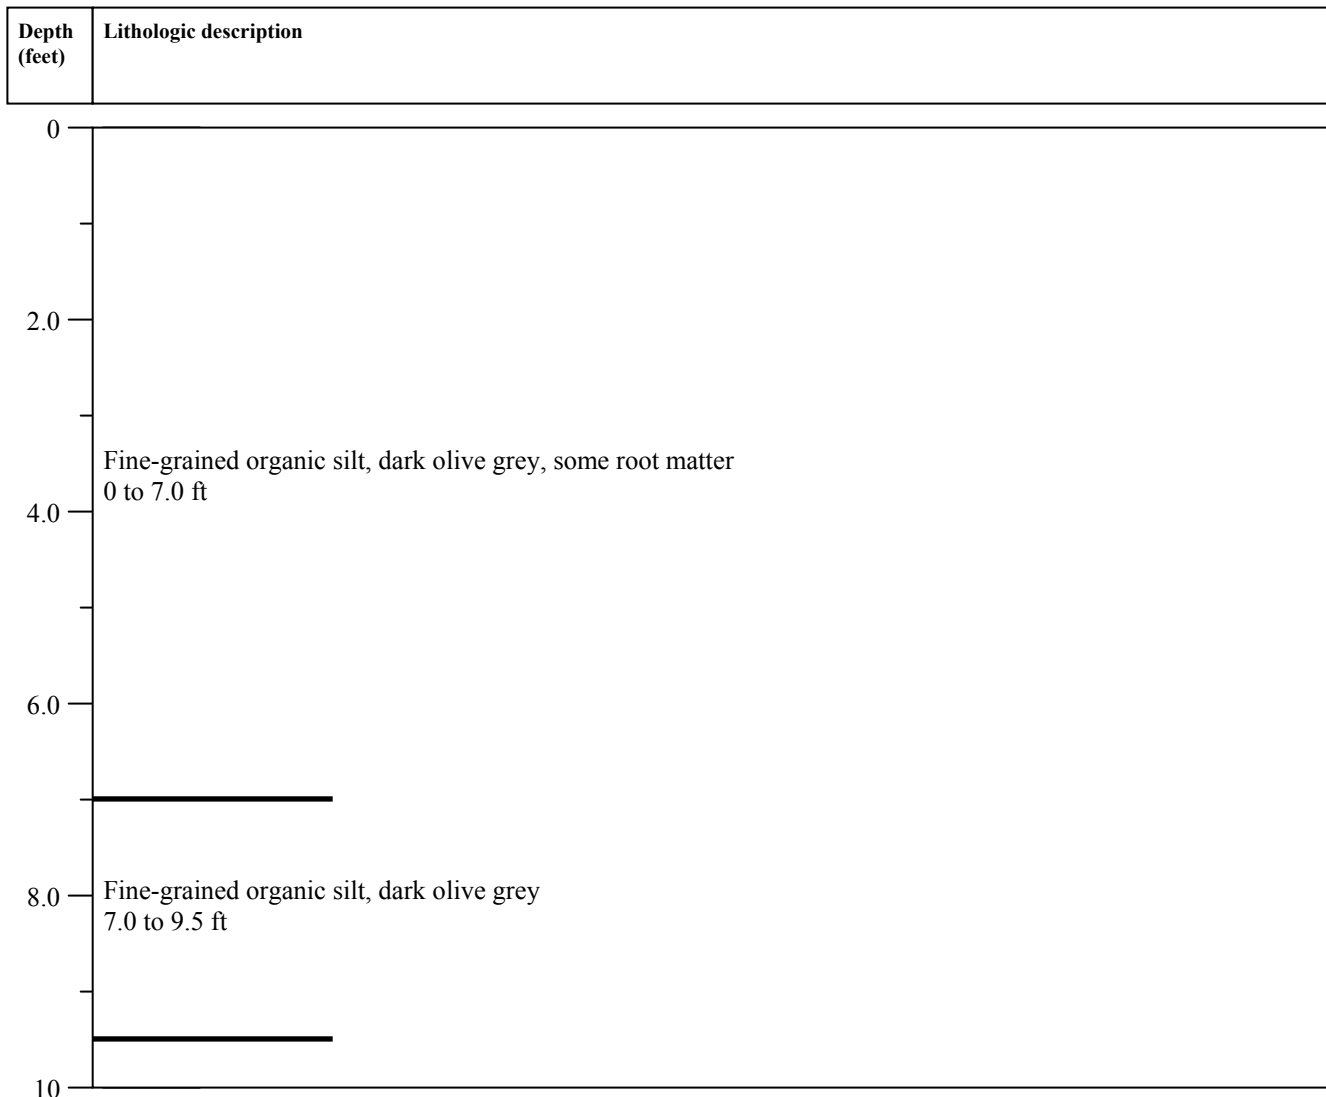 Depth
(feet)
Lithologic description
0
2.0
Fine-grained organic silt, dark olive grey, some root matter
0 to 7.0 ft
4.0
6.0
8.0
Fine-grained organic silt, dark olive grey
7.0 to 9.5 ft
10